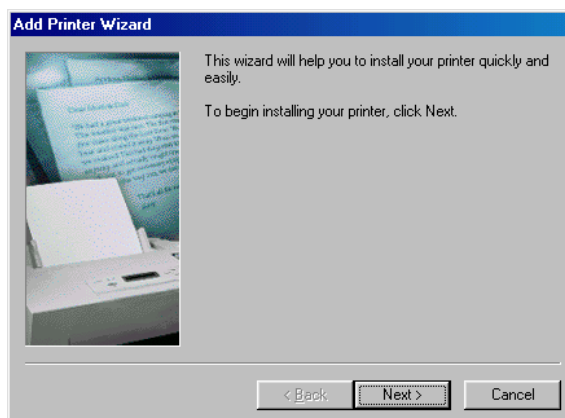 Add Printer Wizard
This wizard will help you to install your printer quickly and
easily.
To begin installing your printer, click Next.
< Back
Next >
Cancel